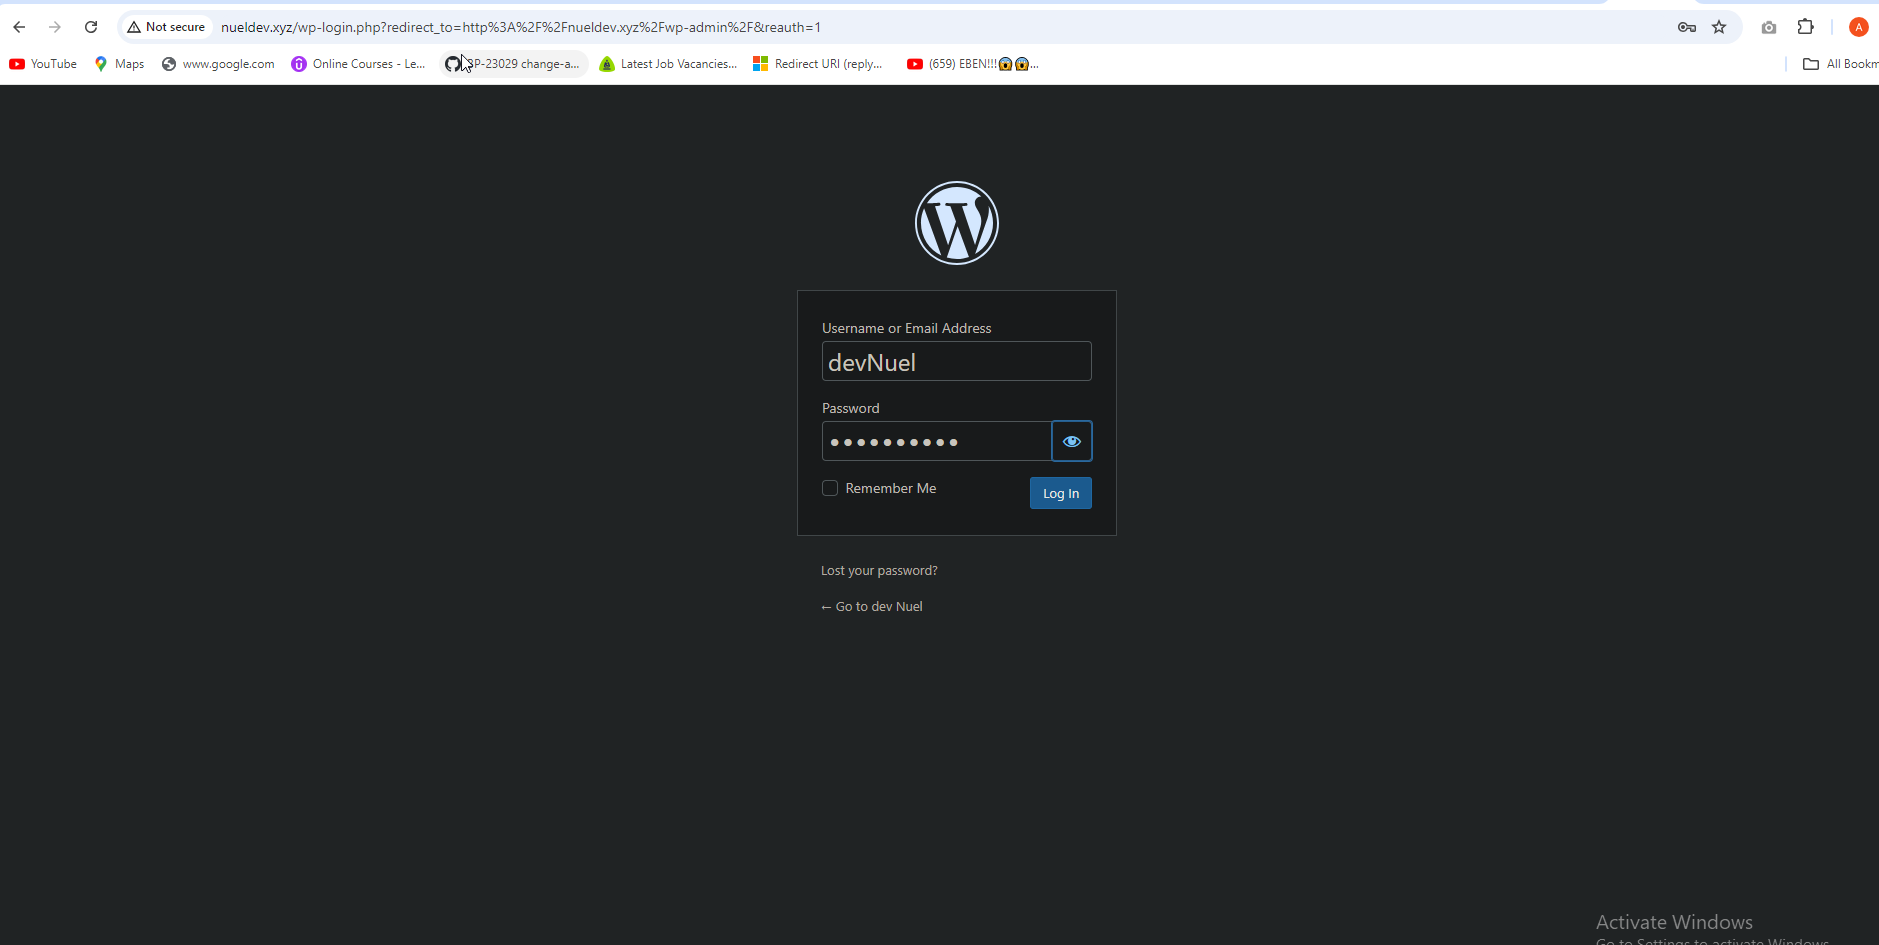 Not secure nueldev.xyz/wp-login.php?redirect_to=http%3A%2F%2Fnueldev.xyz%2Fwp-admin%2F&reauth=1 A
YouTube Maps www.google.com Online Courses - Le... P-23029 change-a... Latest Job Vacancies... Redirect URI (reply... (659) EBEN!!!😱😱... All Bookm
Username or Email Address
devNuel
Password
Remember Me Log In
Lost your password?
← Go to dev Nuel
Activate Windows
Go to Settings to activate Windows